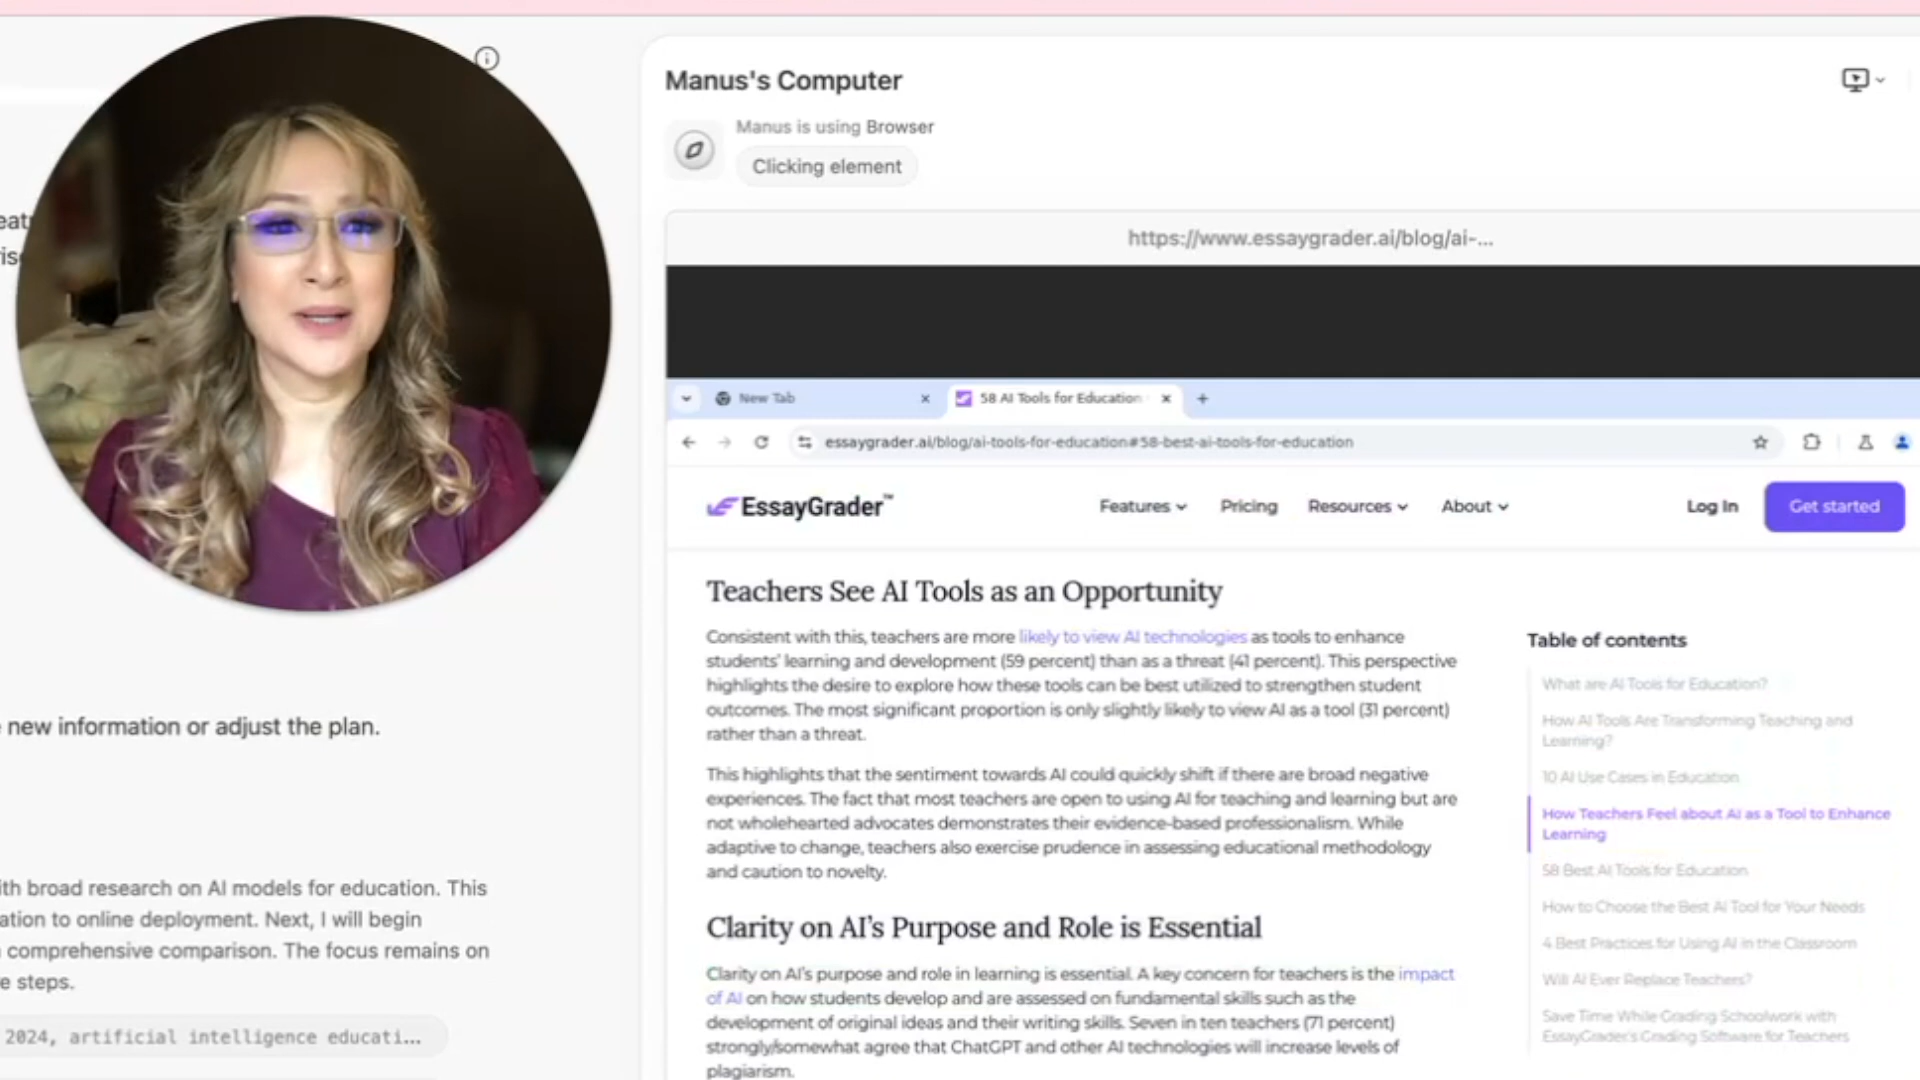 Manus's Computer
Manus is using Browser
Clicking element
https://www.essaygrader.ai/blog/ai-...
New Tab
58 AI Tools for Education
essaygrader.ai/blog/ai-tools-for-education#58-best-ai-tools-for-education
EssayGrader™
Features
Pricing
Resources
About
Log In
Get started
Teachers See AI Tools as an Opportunity
Consistent with this, teachers are more likely to view AI technologies as tools to enhance
students' learning and development (59 percent) than as a threat (41 percent). This perspective
highlights the desire to explore how these tools can be best utilized to strengthen student
outcomes. The most significant proportion is only slightly likely to view AI as a tool (31 percent)
rather than a threat.
This highlights that the sentiment towards AI could quickly shift if there are broad negative
experiences. The fact that most teachers are open to using AI for teaching and learning but are
not wholehearted advocates demonstrates their evidence-based professionalism. While
adaptive to change, teachers also exercise prudence in assessing educational methodology
and caution to novelty.
Clarity on AI's Purpose and Role is Essential
Clarity on AI's purpose and role in learning is essential. A key concern for teachers is the impact
of AI on how students develop and are assessed on fundamental skills such as the
development of original ideas and their writing skills. Seven in ten teachers (71 percent)
strongly/somewhat agree that ChatGPT and other AI technologies will increase levels of
plagiarism.
Table of contents
What are AI Tools for Education?
How AI Tools Are Transforming Teaching and
Learning?
10 AI Use Cases in Education
How Teachers Feel about AI as a Tool to Enhance
Learning
58 Best AI Tools for Education
How to Choose the Best AI Tool for Your Needs
4 Best Practices for Using AI in the Classroom
Will AI Ever Replace Teachers?
Save Time While Grading Schoolwork with
EssayGrader's Grading Software for Teachers
new information or adjust the plan.
ith broad research on AI models for education. This
ation to online deployment. Next, I will begin
comprehensive comparison. The focus remains on
e steps.
2024, artificial intelligence educati...